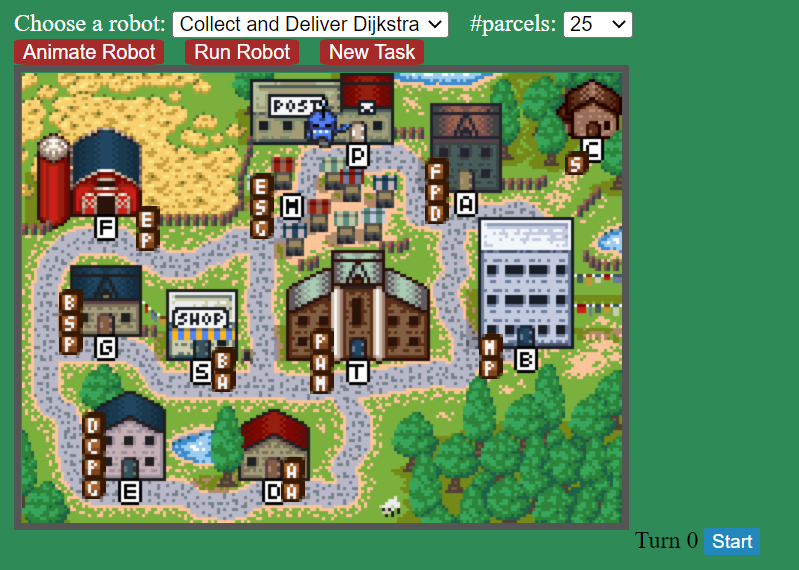 Choose a robot: Collect and Deliver Dijkstra #parcels: 25
Animate Robot Run Robot New Task
POST
P
C
S
F
P
D
A
E
S
G
M
F
E
P
B
S
P
G
SHOP
S
B
A
P
A
M
T
M
P
B
D
C
P
G
E
D
A
A
Turn 0 Start